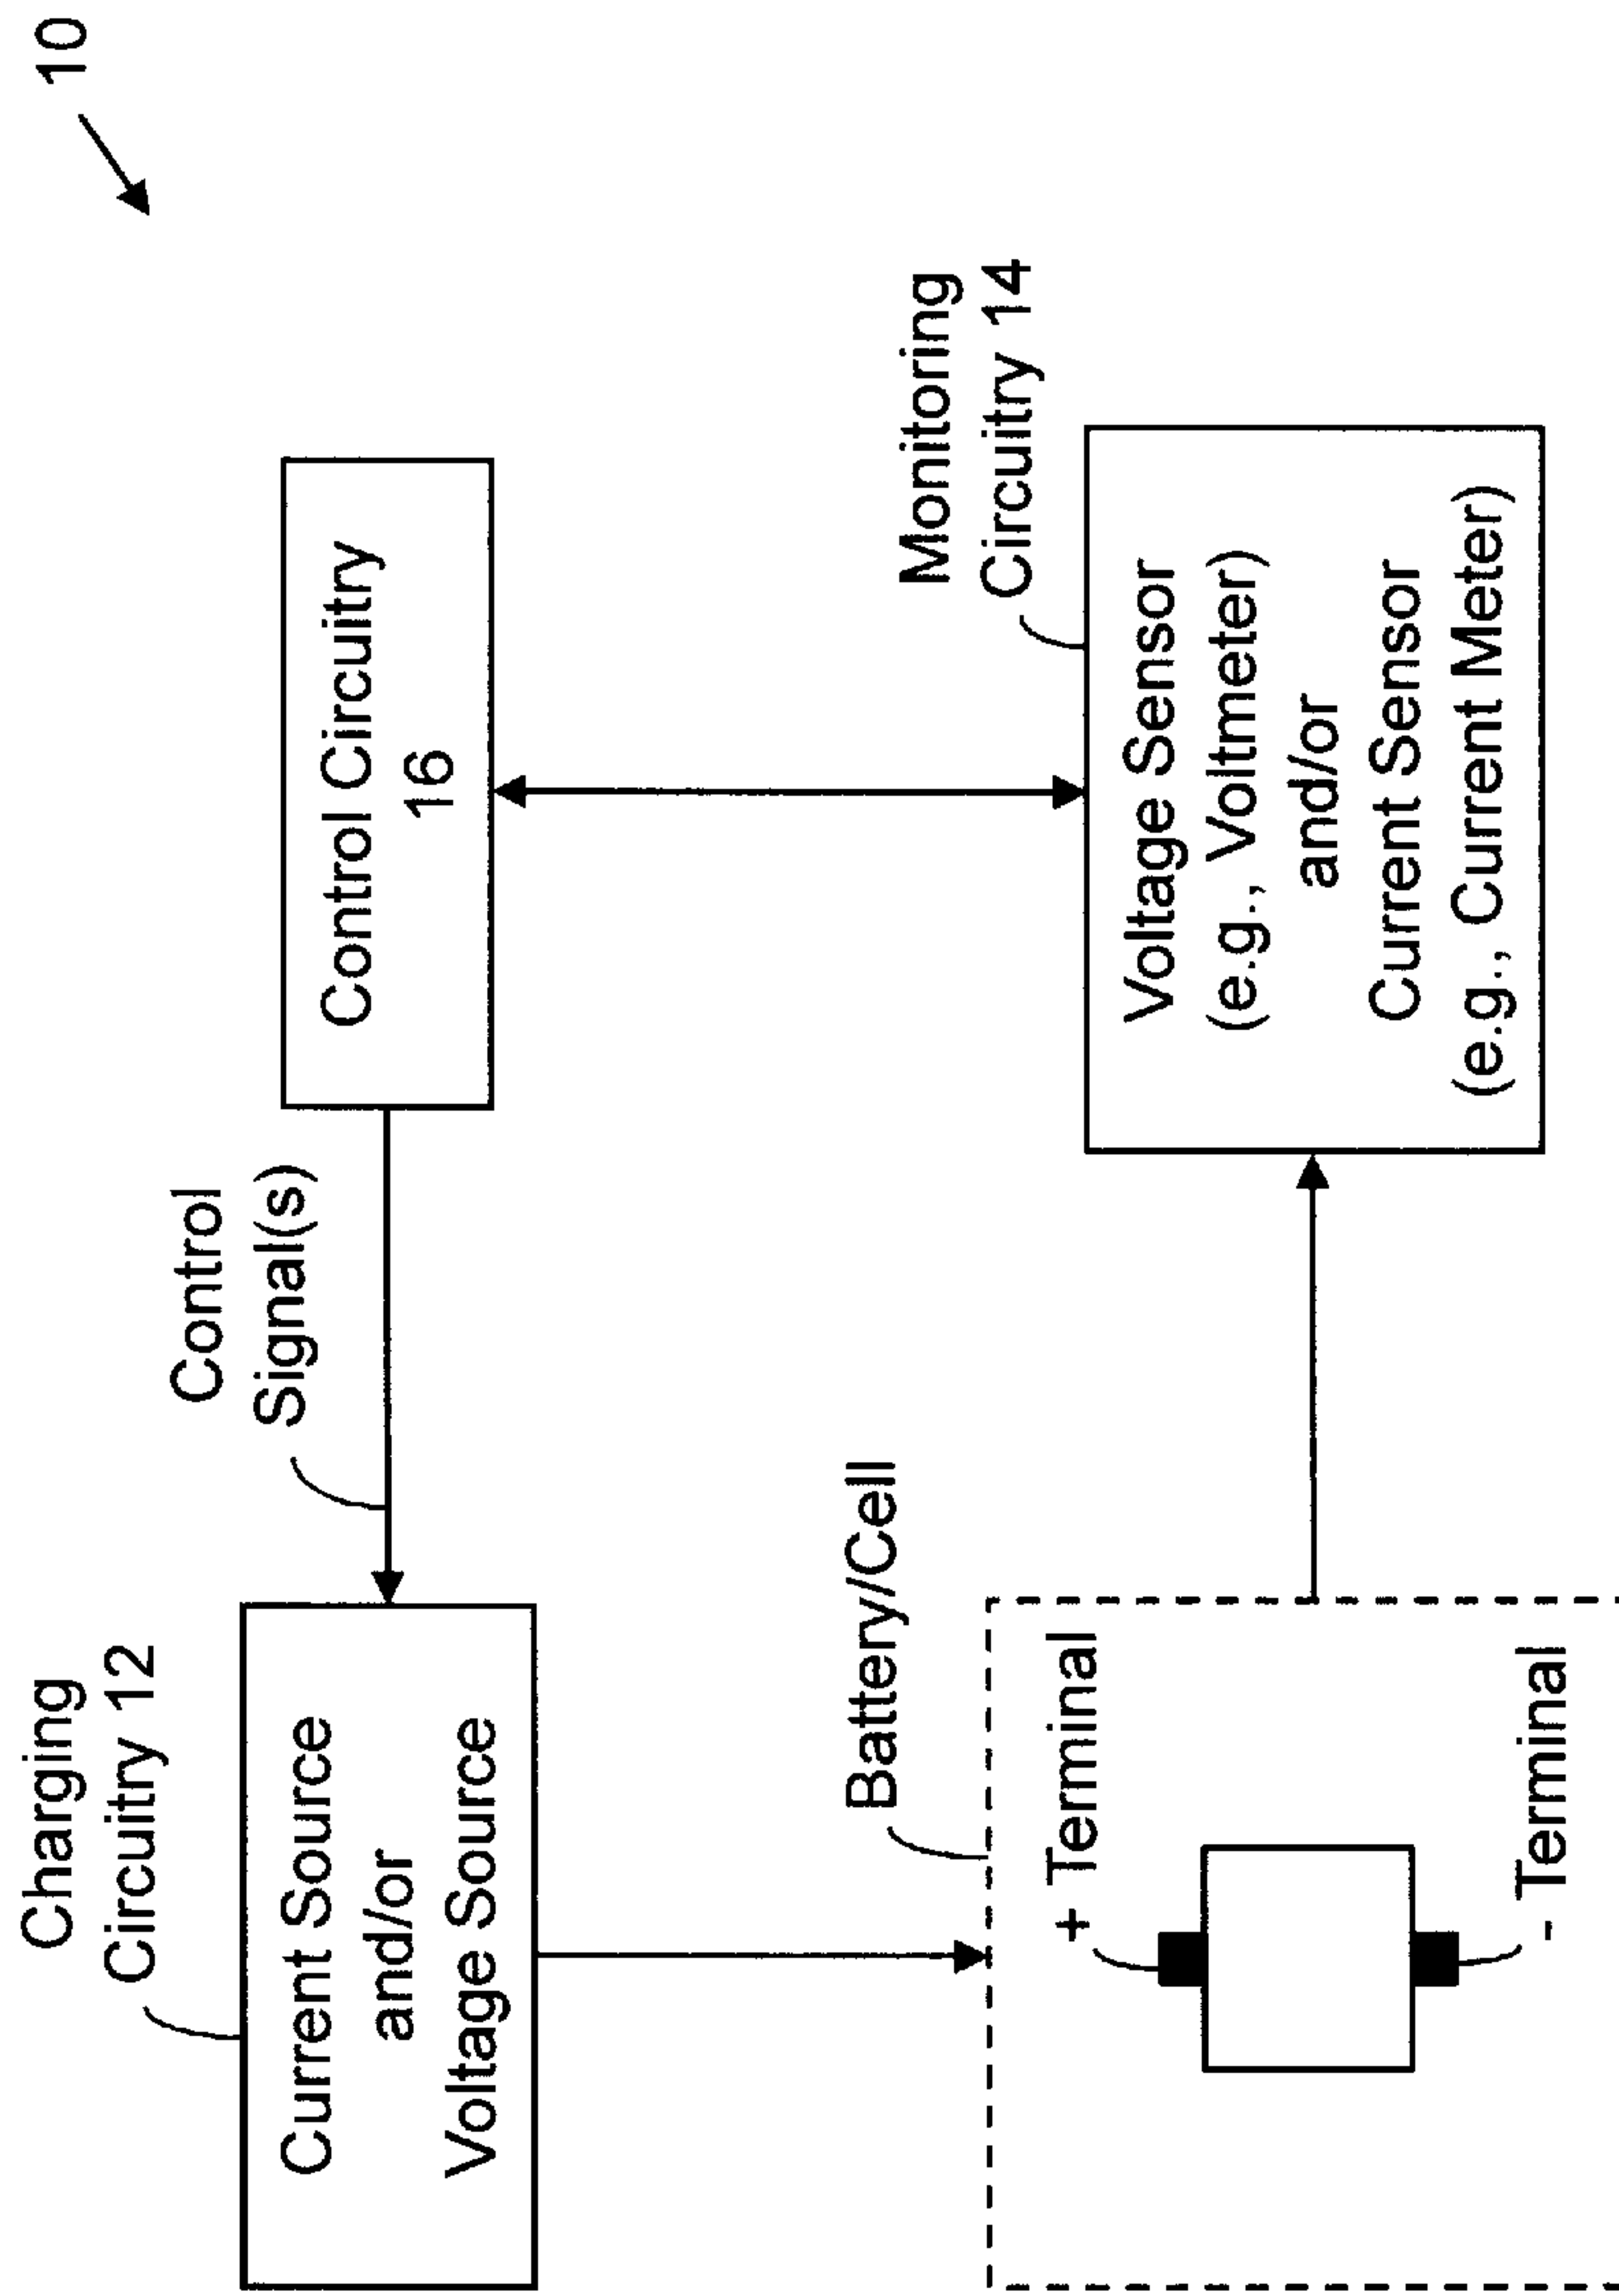 10
Charging
Circuitry 12
Current Source
and/or
Voltage Source
Control
Signal(s)
Control Circuitry
16
Battery/Cell
+ Terminal
- Terminal
Monitoring
Circuitry 14
Voltage Sensor
(e.g., Voltmeter)
and/or
Current Sensor
(e.g., Current Meter)